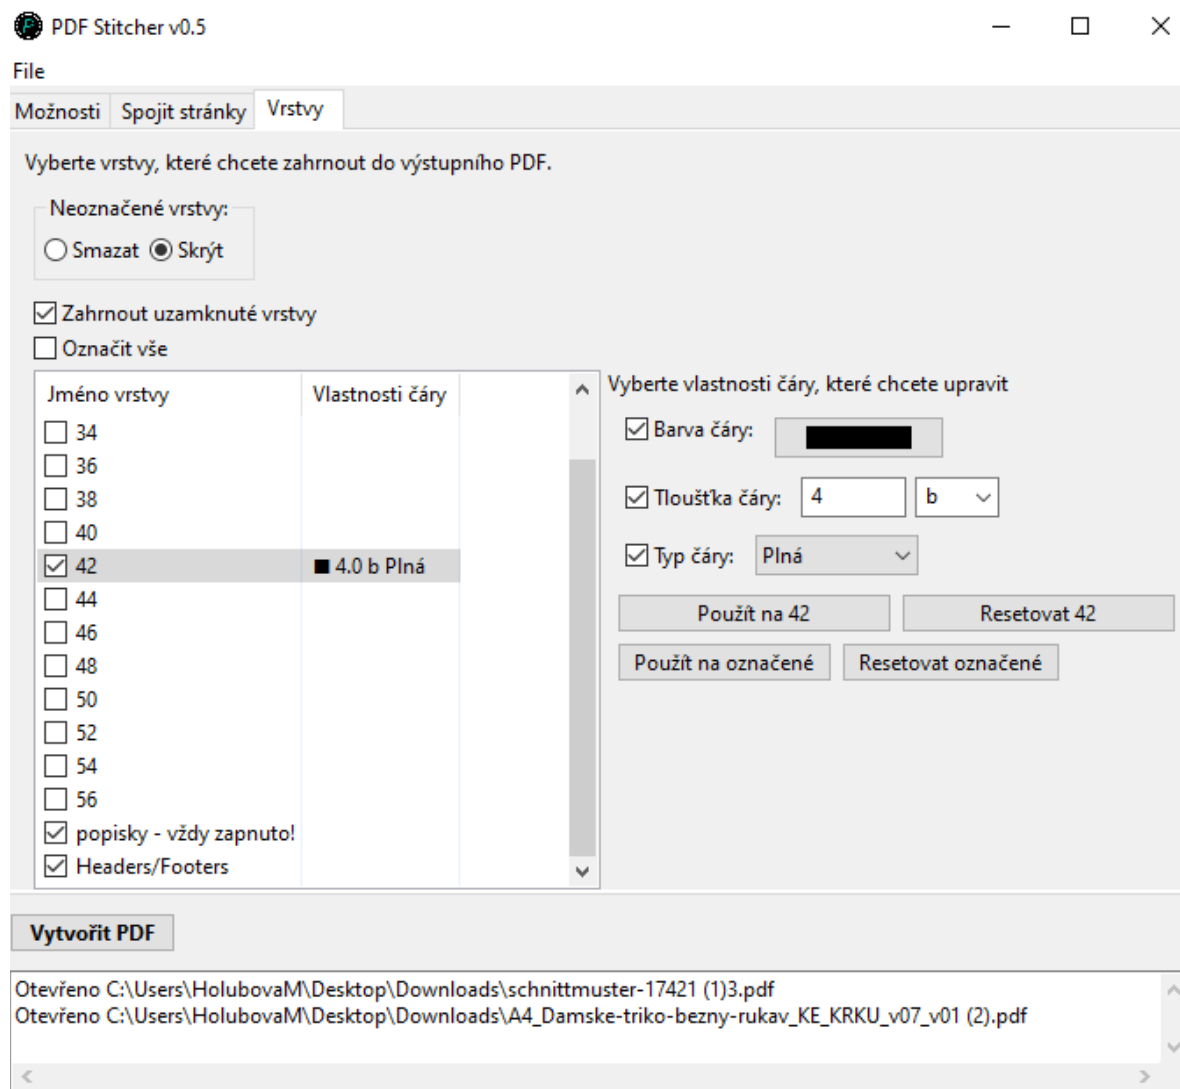 PDF Stitcher v0.5
File
Možnosti Spojit stránky Vrstvy
Vyberte vrstvy, které chcete zahrnout do výstupního PDF.
Neoznačené vrstvy:
Smazat Skrýt
Zahrnout uzamknuté vrstvy
Označit vše
Jméno vrstvy Vlastnosti čáry
34
36
38
40
42 4.0 b Plná
44
46
48
50
52
54
56
popisky - vždy zapnuto!
Headers/Footers
Vyberte vlastnosti čáry, které chcete upravit
Barva čáry:
Tloušťka čáry: 4 b
Typ čáry: Plná
Použít na 42 Resetovat 42
Použít na označené Resetovat označené
Vytvořit PDF
Otevřeno C:\Users\HolubovaM\Desktop\Downloads\schnittmuster-17421 (1)3.pdf
Otevřeno C:\Users\HolubovaM\Desktop\Downloads\A4_Damske-triko-bezny-rukav_KE_KRKU_v07_v01 (2).pdf